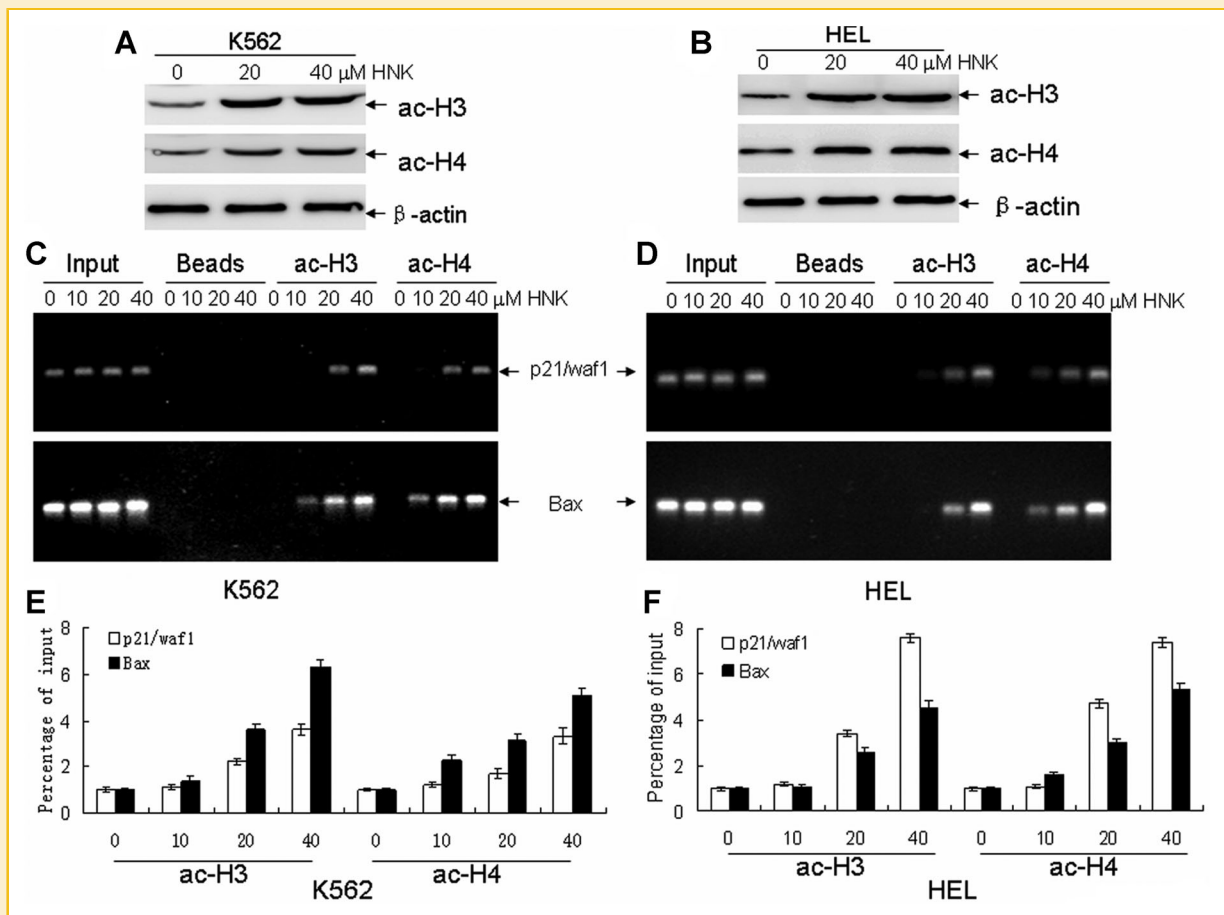 A
K562
0 20 40 μM HNK
ac-H3
ac-H4
β-actin
B
HEL
0 20 40 μM HNK
ac-H3
ac-H4
β-actin
C
Input Beads ac-H3 ac-H4
0 10 20 40 0 10 20 40 0 10 20 40 0 10 20 40 μM HNK
p21/waf1
Bax
K562
D
Input Beads ac-H3 ac-H4
0 10 20 40 0 10 20 40 0 10 20 40 0 10 20 40 μM HNK
HEL
E
Percentage of input
8
6
4
2
0
p21/waf1
Bax
0 10 20 40 0 10 20 40
ac-H3 ac-H4
K562
F
Percentage of input
8
6
4
2
0
p21/waf1
Bax
0 10 20 40 0 10 20 40
ac-H3 ac-H4
HEL